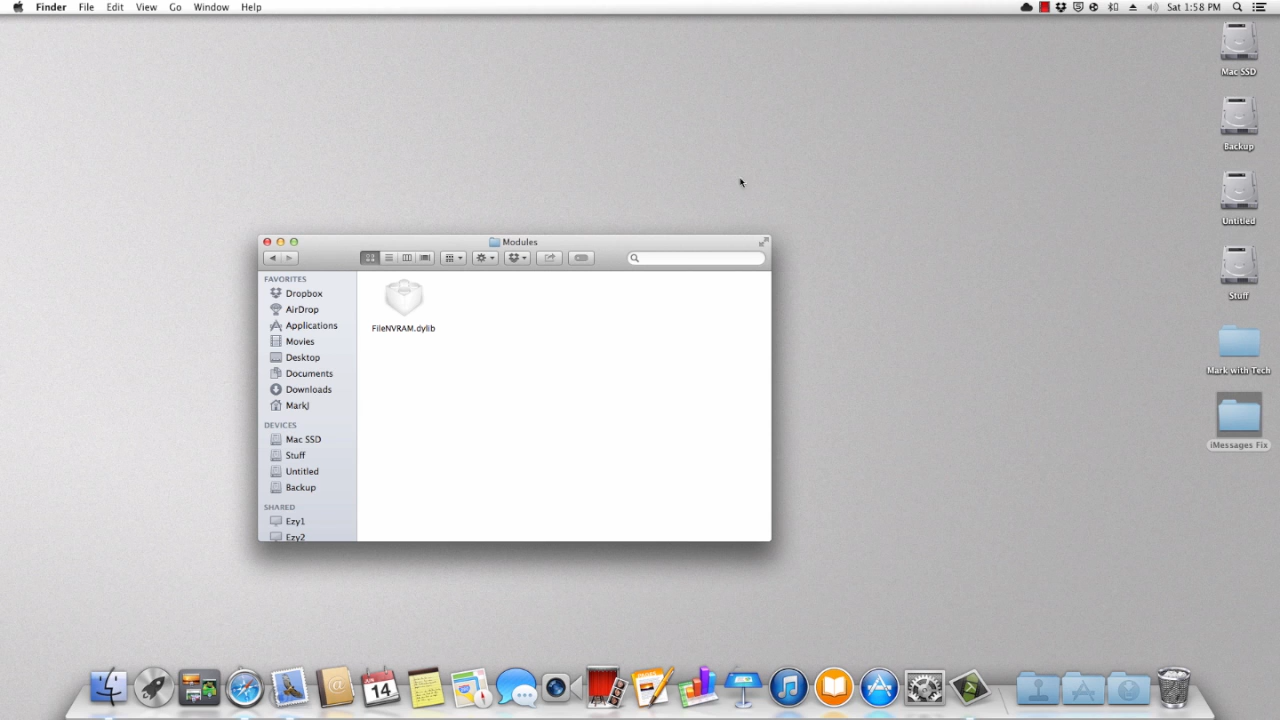 Finder File Edit View Go Window Help Sat 1:58 PM
Mac SSD
Backup
Untitled
Stuff
Mark with Tech
iMessages Fix
Modules
FAVORITES
Dropbox
AirDrop
Applications
Movies
Desktop
Documents
Downloads
MarkJ
DEVICES
Mac SSD
Stuff
Untitled
Backup
SHARED
Ezy1
Ezy2
FileNVRAM.dylib
JUN
14